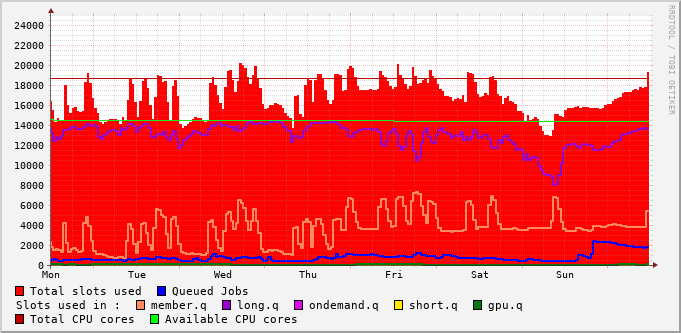 RRDTOOL / TOBI OETIKER
24000
22000
20000
18000
16000
14000
12000
10000
8000
6000
4000
2000
0
Mon Tue Wed Thu Fri Sat Sun
Total slots used Queued Jobs
Slots used in : member.q long.q ondemand.q short.q gpu.q
Total CPU cores Available CPU cores